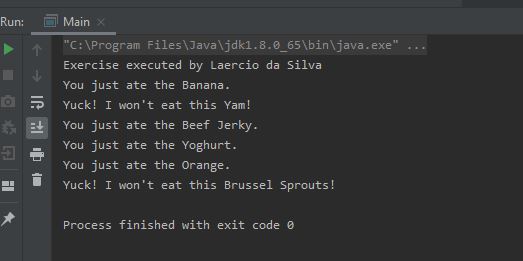 Run: Main
"C:\Program Files\Java\jdk1.8.0_65\bin\java.exe" ...
Exercise executed by Laercio da Silva
You just ate the Banana.
Yuck! I won't eat this Yam!
You just ate the Beef Jerky.
You just ate the Yoghurt.
You just ate the Orange.
Yuck! I won't eat this Brussel Sprouts!
Process finished with exit code 0